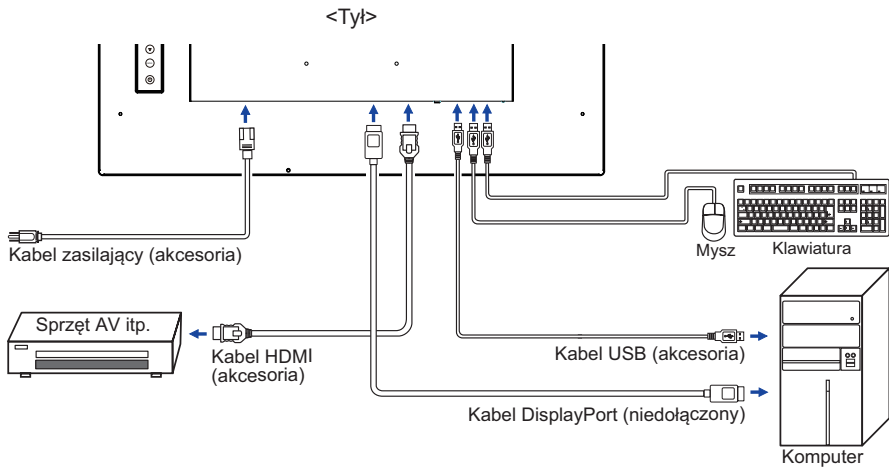 <Tył>
Kabel zasilający (akcesoria)
Mysz
Klawiatura
Sprzęt AV itp.
Kabel HDMI
(akcesoria)
Kabel USB (akcesoria)
Kabel DisplayPort (niedołączony)
Komputer